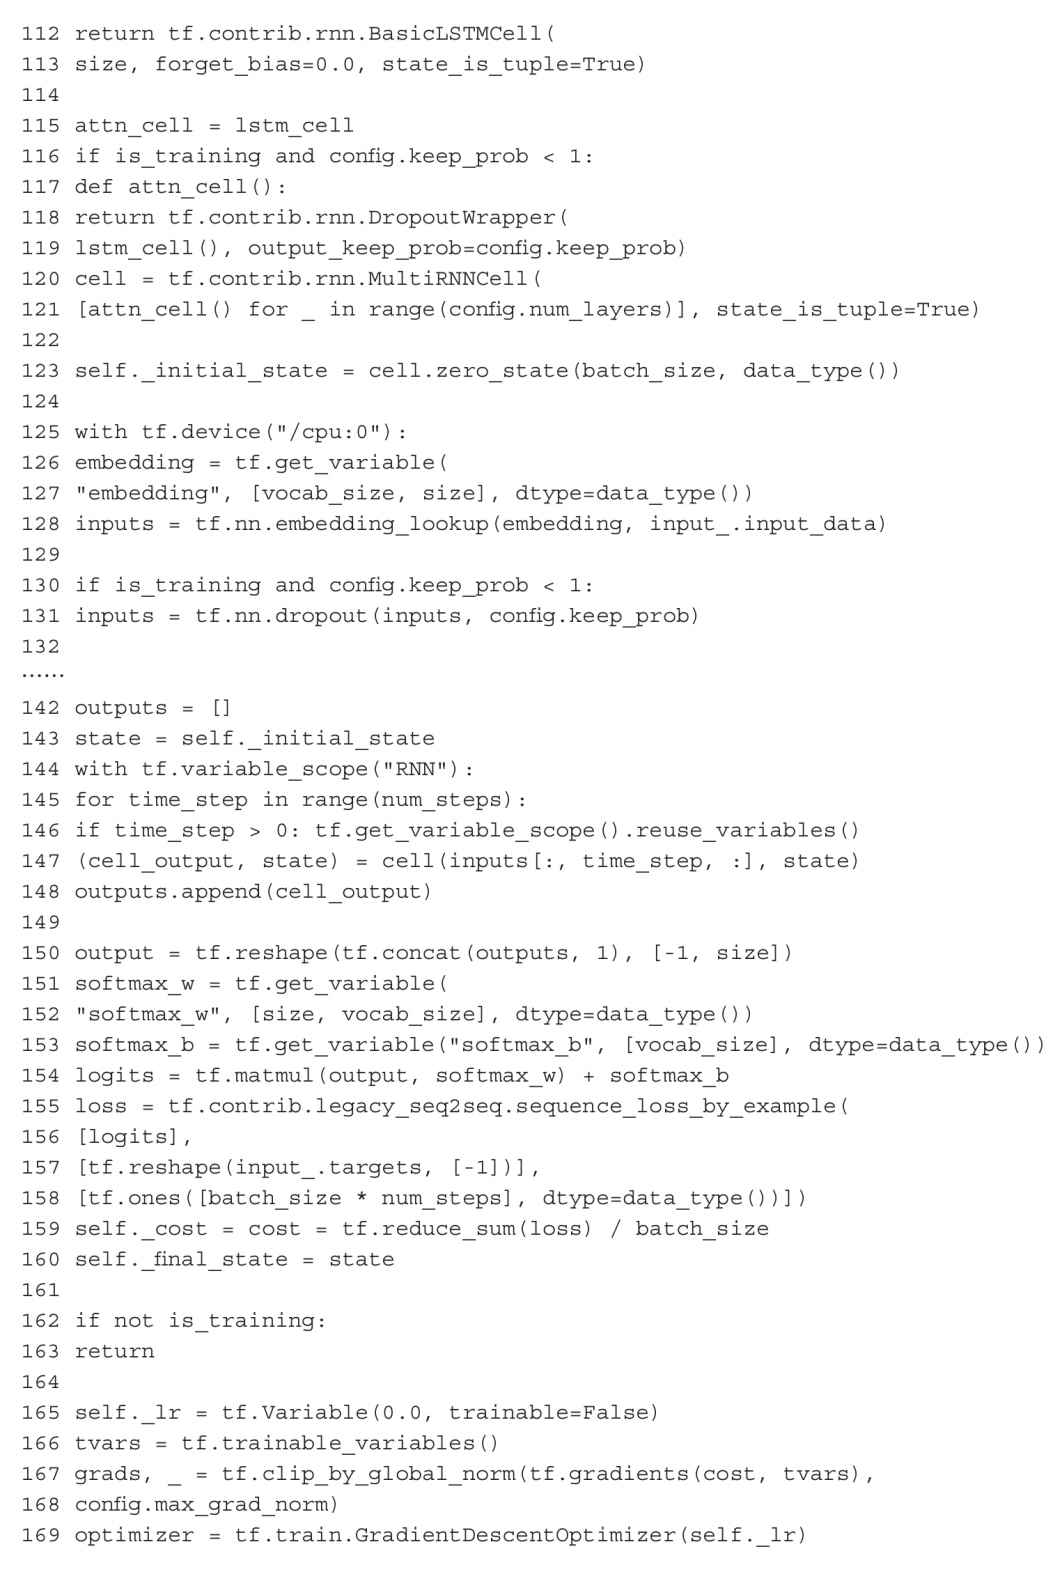 112 return tf.contrib.rnn.BasicLSTMCell(
113 size, forget_bias=0.0, state_is_tuple=True)
114
115 attn_cell = lstm_cell
116 if is_training and config.keep_prob < 1:
117 def attn_cell():
118 return tf.contrib.rnn.DropoutWrapper(
119 lstm_cell(), output_keep_prob=config.keep_prob)
120 cell = tf.contrib.rnn.MultiRNNCell(
121 [attn_cell() for _ in range(config.num_layers)], state_is_tuple=True)
122
123 self._initial_state = cell.zero_state(batch_size, data_type())
124
125 with tf.device("/cpu:0"):
126 embedding = tf.get_variable(
127 "embedding", [vocab_size, size], dtype=data_type())
128 inputs = tf.nn.embedding_lookup(embedding, input_.input_data)
129
130 if is_training and config.keep_prob < 1:
131 inputs = tf.nn.dropout(inputs, config.keep_prob)
132
······
142 outputs = []
143 state = self._initial_state
144 with tf.variable_scope("RNN"):
145 for time_step in range(num_steps):
146 if time_step > 0: tf.get_variable_scope().reuse_variables()
147 (cell_output, state) = cell(inputs[:, time_step, :], state)
148 outputs.append(cell_output)
149
150 output = tf.reshape(tf.concat(outputs, 1), [-1, size])
151 softmax_w = tf.get_variable(
152 "softmax_w", [size, vocab_size], dtype=data_type())
153 softmax_b = tf.get_variable("softmax_b", [vocab_size], dtype=data_type())
154 logits = tf.matmul(output, softmax_w) + softmax_b
155 loss = tf.contrib.legacy_seq2seq.sequence_loss_by_example(
156 [logits],
157 [tf.reshape(input_.targets, [-1])],
158 [tf.ones([batch_size * num_steps], dtype=data_type())])
159 self._cost = cost = tf.reduce_sum(loss) / batch_size
160 self._final_state = state
161
162 if not is_training:
163 return
164
165 self._lr = tf.Variable(0.0, trainable=False)
166 tvars = tf.trainable_variables()
167 grads, _ = tf.clip_by_global_norm(tf.gradients(cost, tvars),
168 config.max_grad_norm)
169 optimizer = tf.train.GradientDescentOptimizer(self._lr)